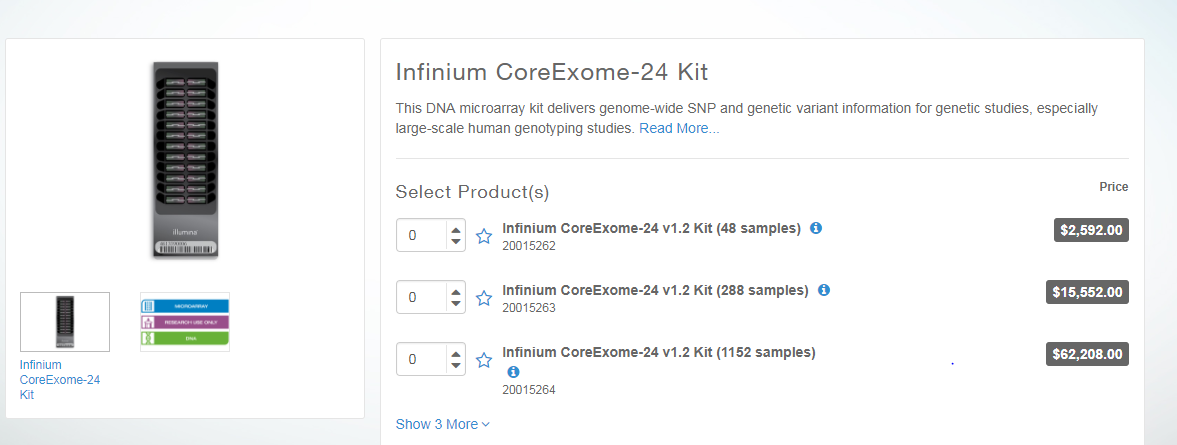 Infinium CoreExome-24 Kit
This DNA microarray kit delivers genome-wide SNP and genetic variant information for genetic studies, especially
large-scale human genotyping studies. Read More...
Select Product(s)
Price
0
Infinium CoreExome-24 v1.2 Kit (48 samples)
20015262
$2,592.00
0
Infinium CoreExome-24 v1.2 Kit (288 samples)
20015263
$15,552.00
0
Infinium CoreExome-24 v1.2 Kit (1152 samples)
20015264
$62,208.00
Show 3 More
illumina
MICROARRAY
RESEARCH USE ONLY
DNA
Infinium
CoreExome-24
Kit